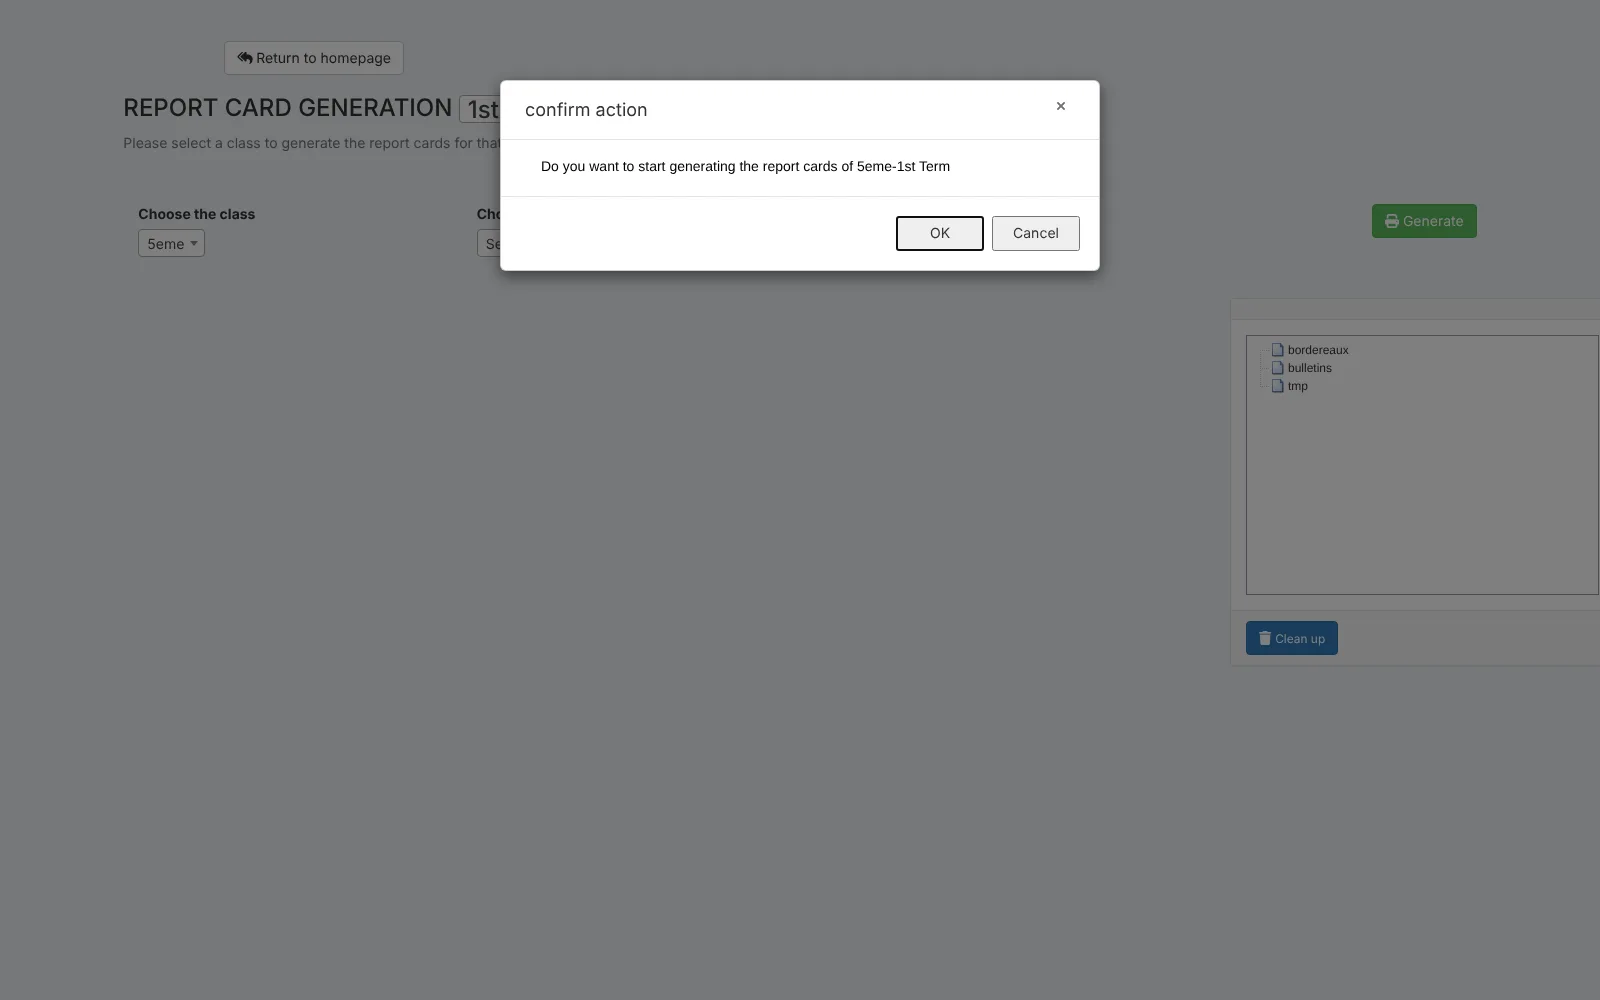 Return to homepage
REPORT CARD GENERATION 1st
Please select a class to generate the report cards for that
confirm action
×
Do you want to start generating the report cards of 5eme-1st Term
OK
Cancel
Choose the class
5eme
Generate
bordereaux
bulletins
tmp
Clean up